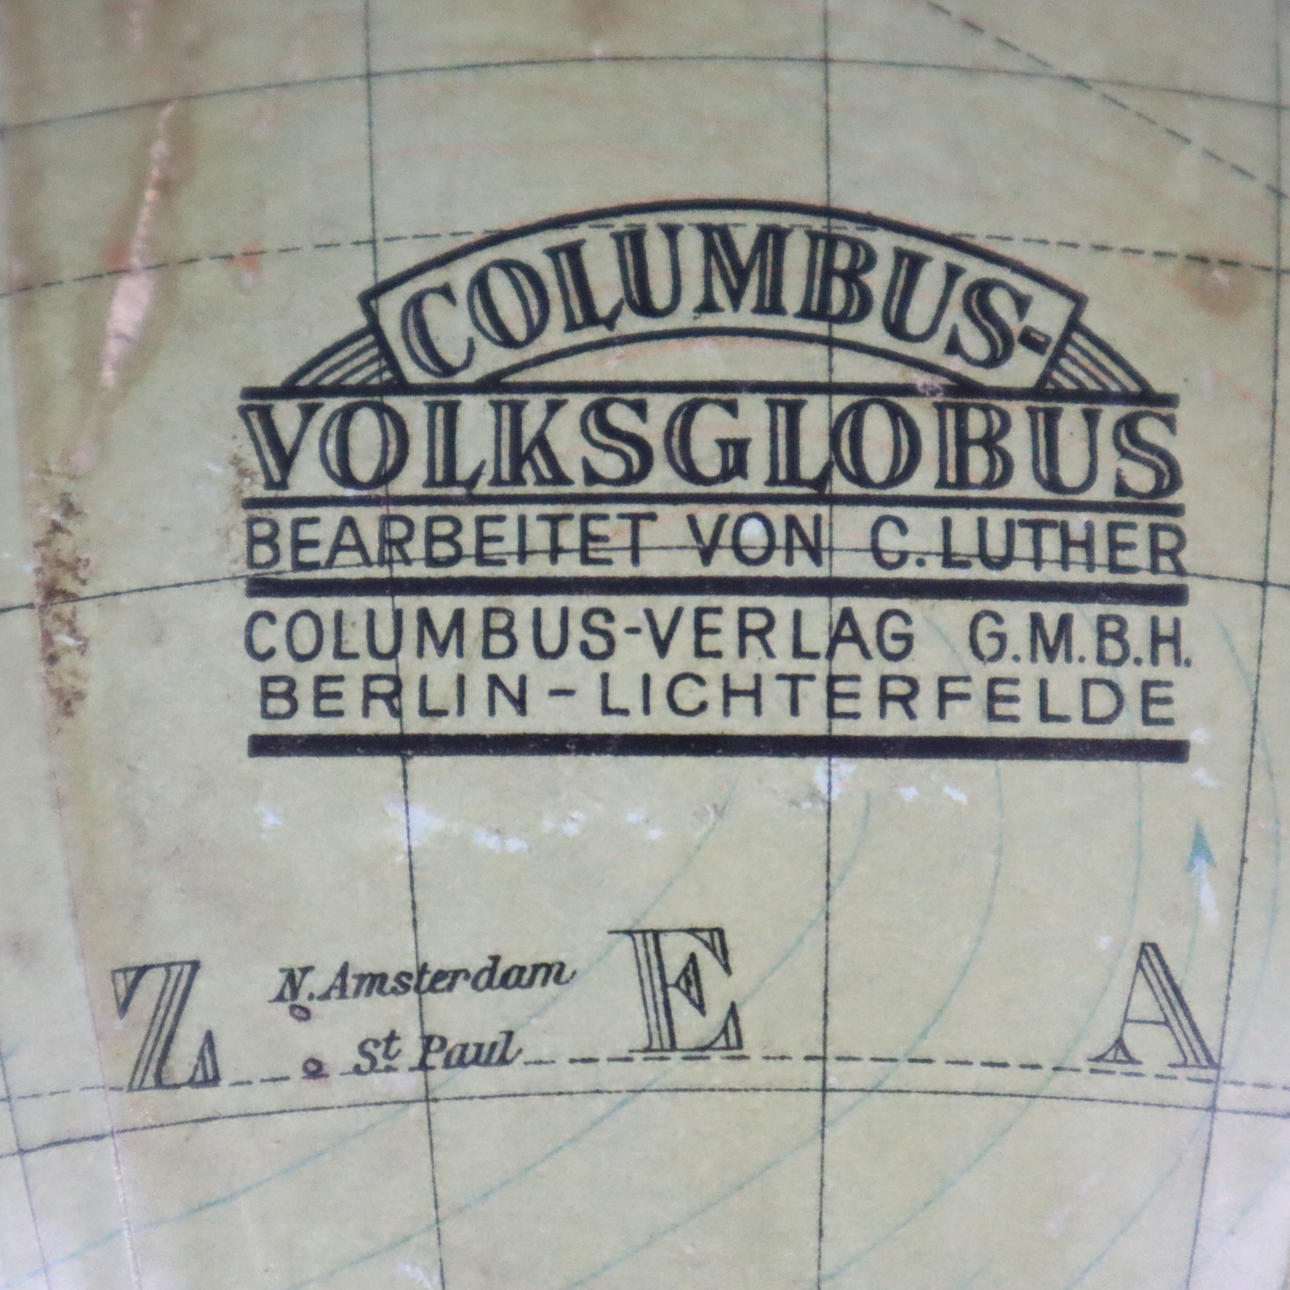 COLUMBUS-
VOLKSGLOBUS
BEARBEITET VON C. LUTHER
COLUMBUS-VERLAG G.M.B.H.
BERLIN-LICHTERFELDE
Z E A
N. Amsterdam
St Paul